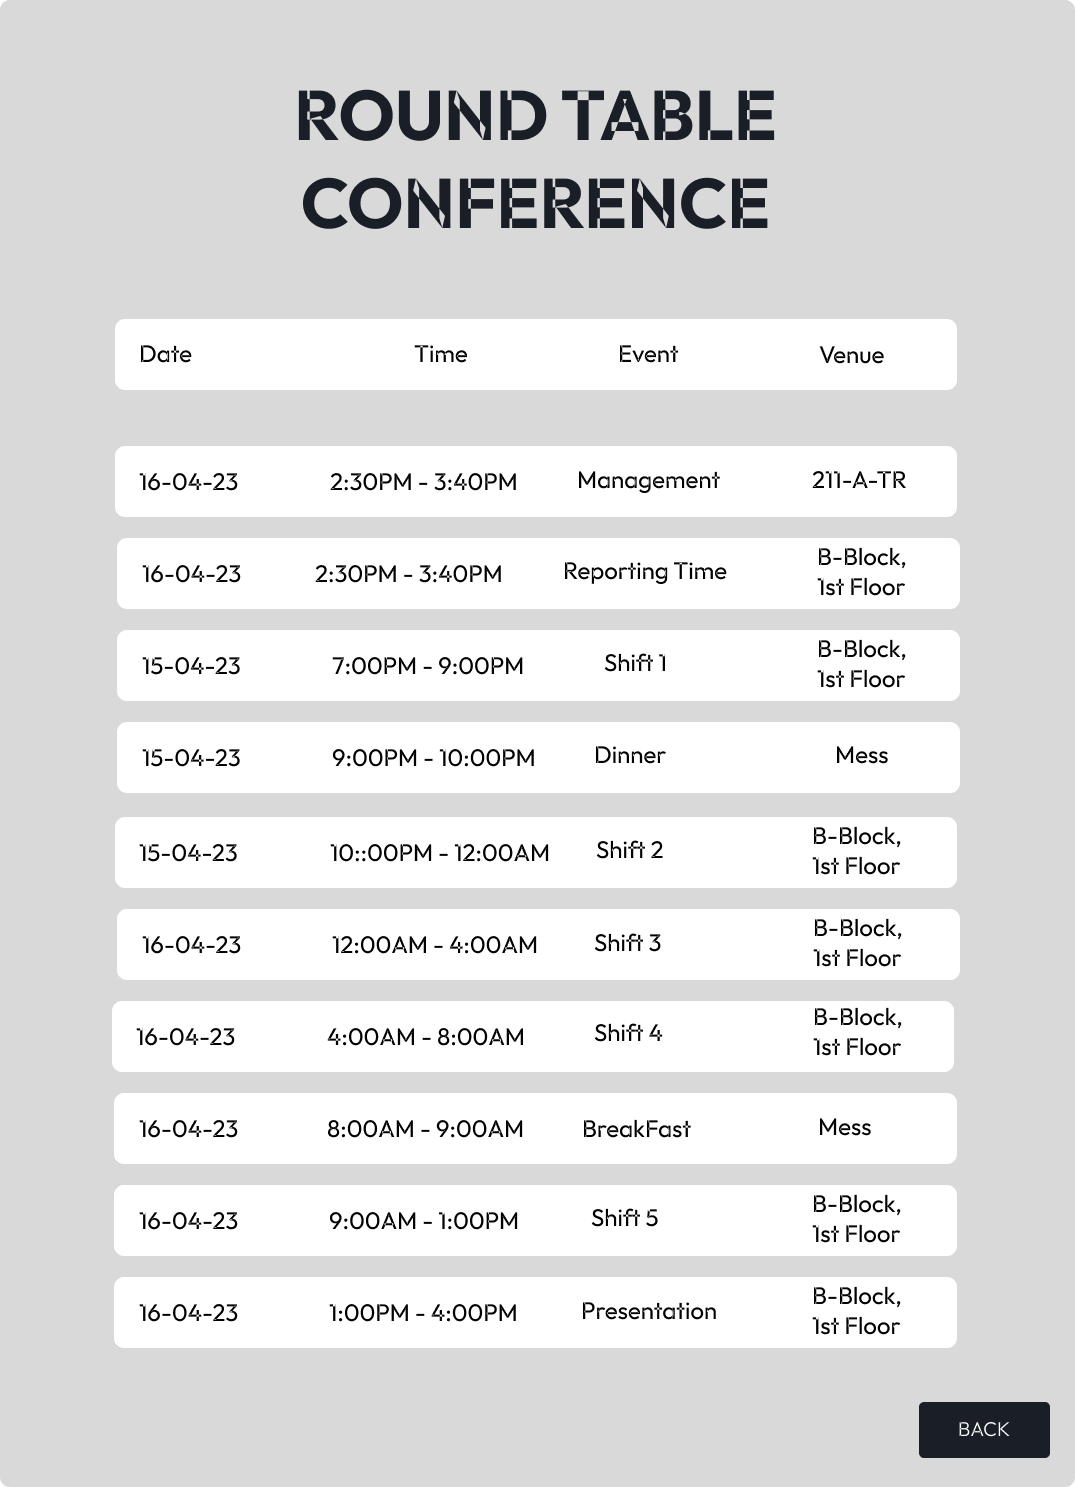 ROUND TABLE
CONFERENCE
Date Time Event Venue
16-04-23 2:30PM - 3:40PM Management 211-A-TR
16-04-23 2:30PM - 3:40PM Reporting Time B-Block,
1st Floor
15-04-23 7:00PM - 9:00PM Shift 1 B-Block,
1st Floor
15-04-23 9:00PM - 10:00PM Dinner Mess
15-04-23 10::00PM - 12:00AM Shift 2 B-Block,
1st Floor
16-04-23 12:00AM - 4:00AM Shift 3 B-Block,
1st Floor
16-04-23 4:00AM - 8:00AM Shift 4 B-Block,
1st Floor
16-04-23 8:00AM - 9:00AM BreakFast Mess
16-04-23 9:00AM - 1:00PM Shift 5 B-Block,
1st Floor
16-04-23 1:00PM - 4:00PM Presentation B-Block,
1st Floor
BACK